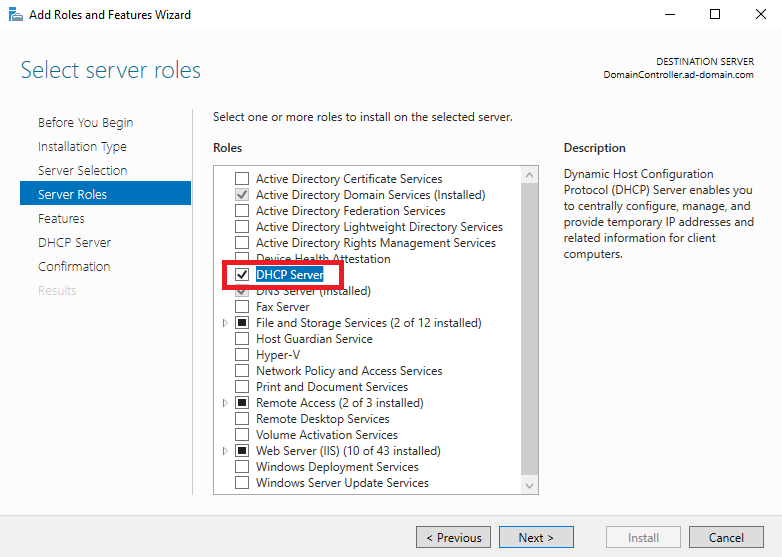 Add Roles and Features Wizard
Select server roles
DESTINATION SERVER
DomainController.ad-domain.com
Before You Begin
Installation Type
Server Selection
Server Roles
Features
DHCP Server
Confirmation
Results
Select one or more roles to install on the selected server.
Roles
Active Directory Certificate Services
Active Directory Domain Services (Installed)
Active Directory Federation Services
Active Directory Lightweight Directory Services
Active Directory Rights Management Services
Device Health Attestation
DHCP Server
DNS Server (Installed)
Fax Server
File and Storage Services (2 of 12 installed)
Host Guardian Service
Hyper-V
Network Policy and Access Services
Print and Document Services
Remote Access (2 of 3 installed)
Remote Desktop Services
Volume Activation Services
Web Server (IIS) (10 of 43 installed)
Windows Deployment Services
Windows Server Update Services
Description
Dynamic Host Configuration
Protocol (DHCP) Server enables you
to centrally configure, manage, and
provide temporary IP addresses and
related information for client
computers.
< Previous
Next >
Install
Cancel